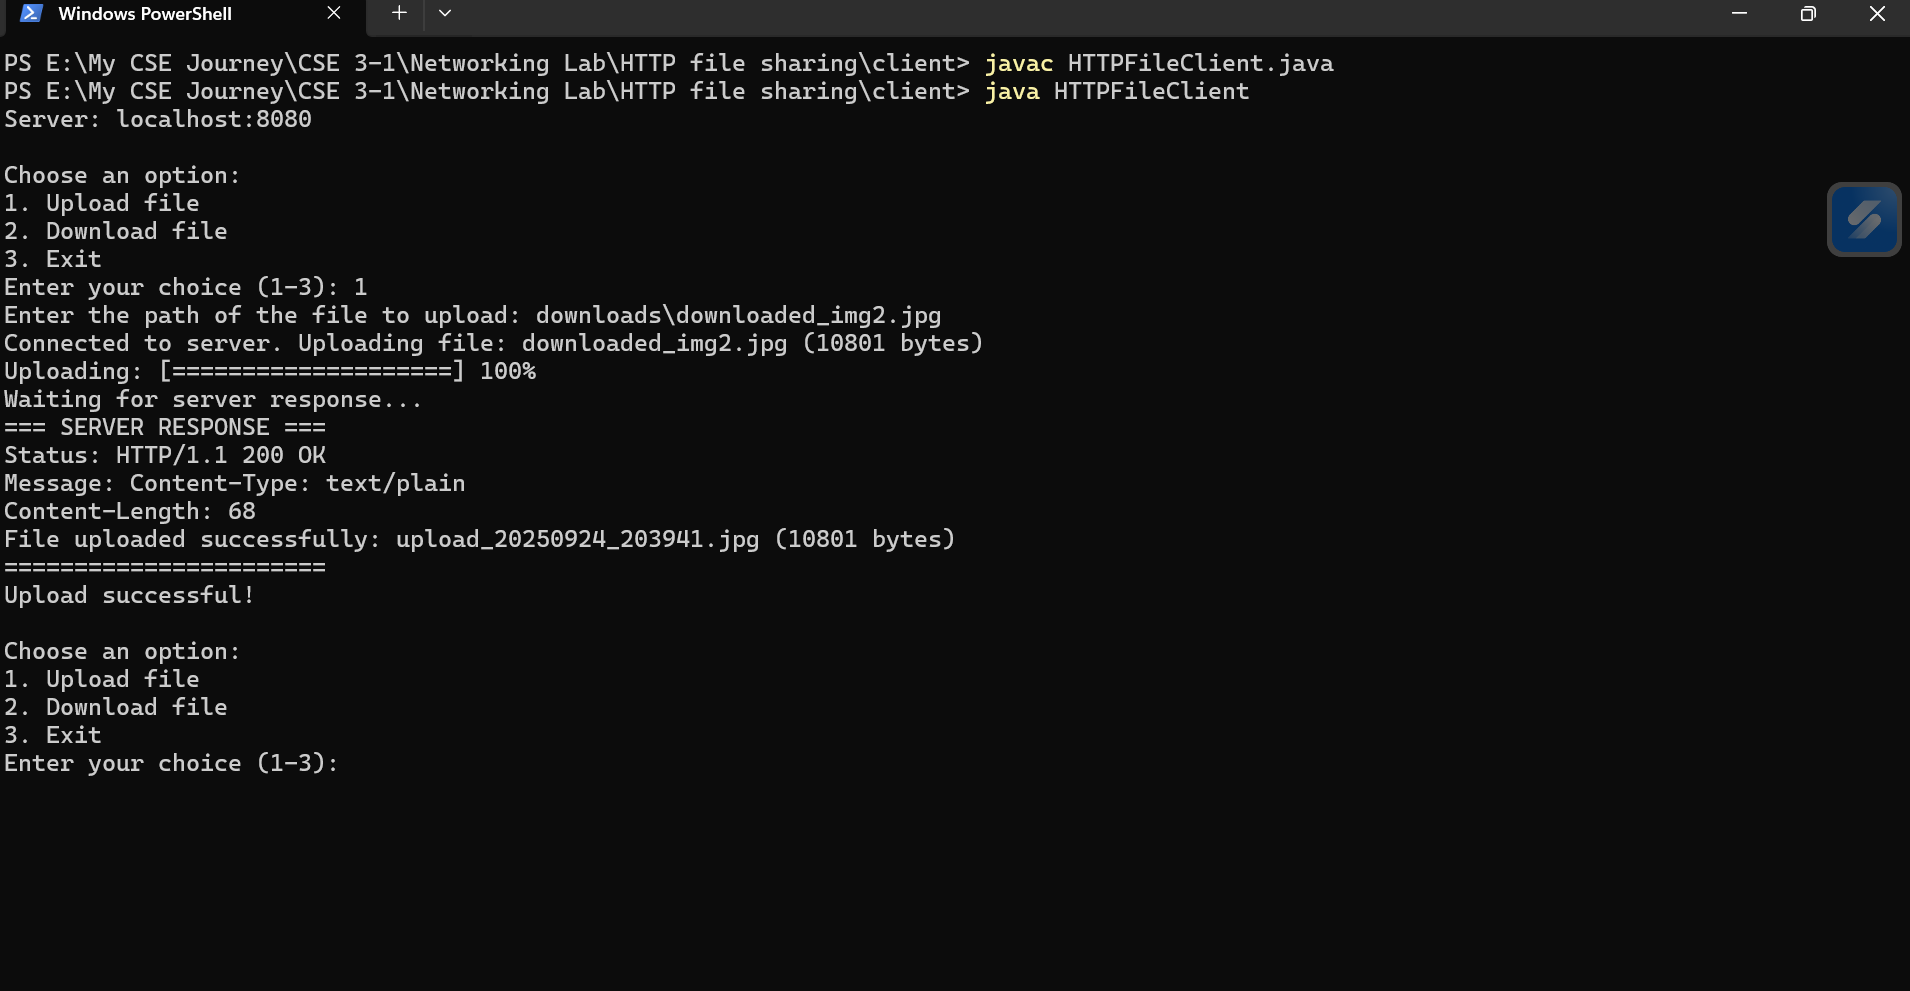 Windows PowerShell
PS E:\My CSE Journey\CSE 3-1\Networking Lab\HTTP file sharing\client> javac HTTPFileClient.java
PS E:\My CSE Journey\CSE 3-1\Networking Lab\HTTP file sharing\client> java HTTPFileClient
Server: localhost:8080

Choose an option:
1. Upload file
2. Download file
3. Exit
Enter your choice (1-3): 1
Enter the path of the file to upload: downloads\downloaded_img2.jpg
Connected to server. Uploading file: downloaded_img2.jpg (10801 bytes)
Uploading: [====================] 100%
Waiting for server response...
=== SERVER RESPONSE ===
Status: HTTP/1.1 200 OK
Message: Content-Type: text/plain
Content-Length: 68
File uploaded successfully: upload_20250924_203941.jpg (10801 bytes)
=======================
Upload successful!

Choose an option:
1. Upload file
2. Download file
3. Exit
Enter your choice (1-3):